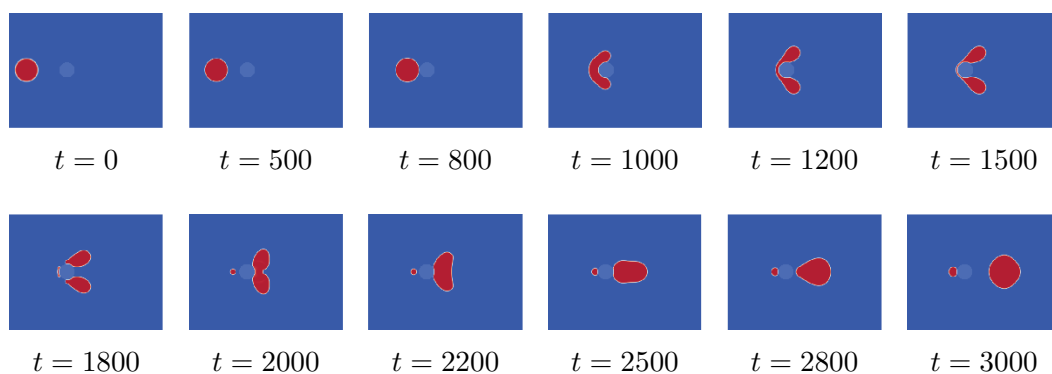 t = 0 t = 500 t = 800 t = 1000 t = 1200 t = 1500
t = 1800 t = 2000 t = 2200 t = 2500 t = 2800 t = 3000